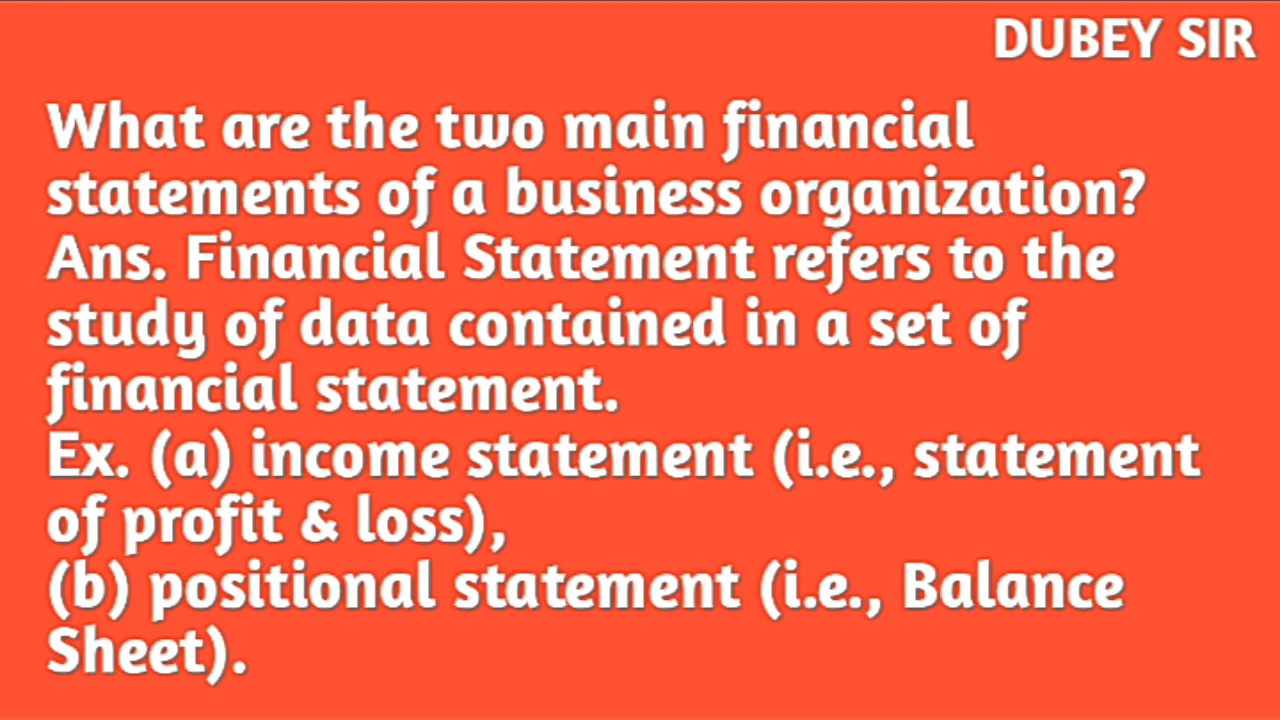 DUBEY SIR
What are the two main financial
statements of a business organization?
Ans. Financial Statement refers to the
study of data contained in a set of
financial statement.
Ex. (a) income statement (i.e., statement
of profit & loss),
(b) positional statement (i.e., Balance
Sheet).